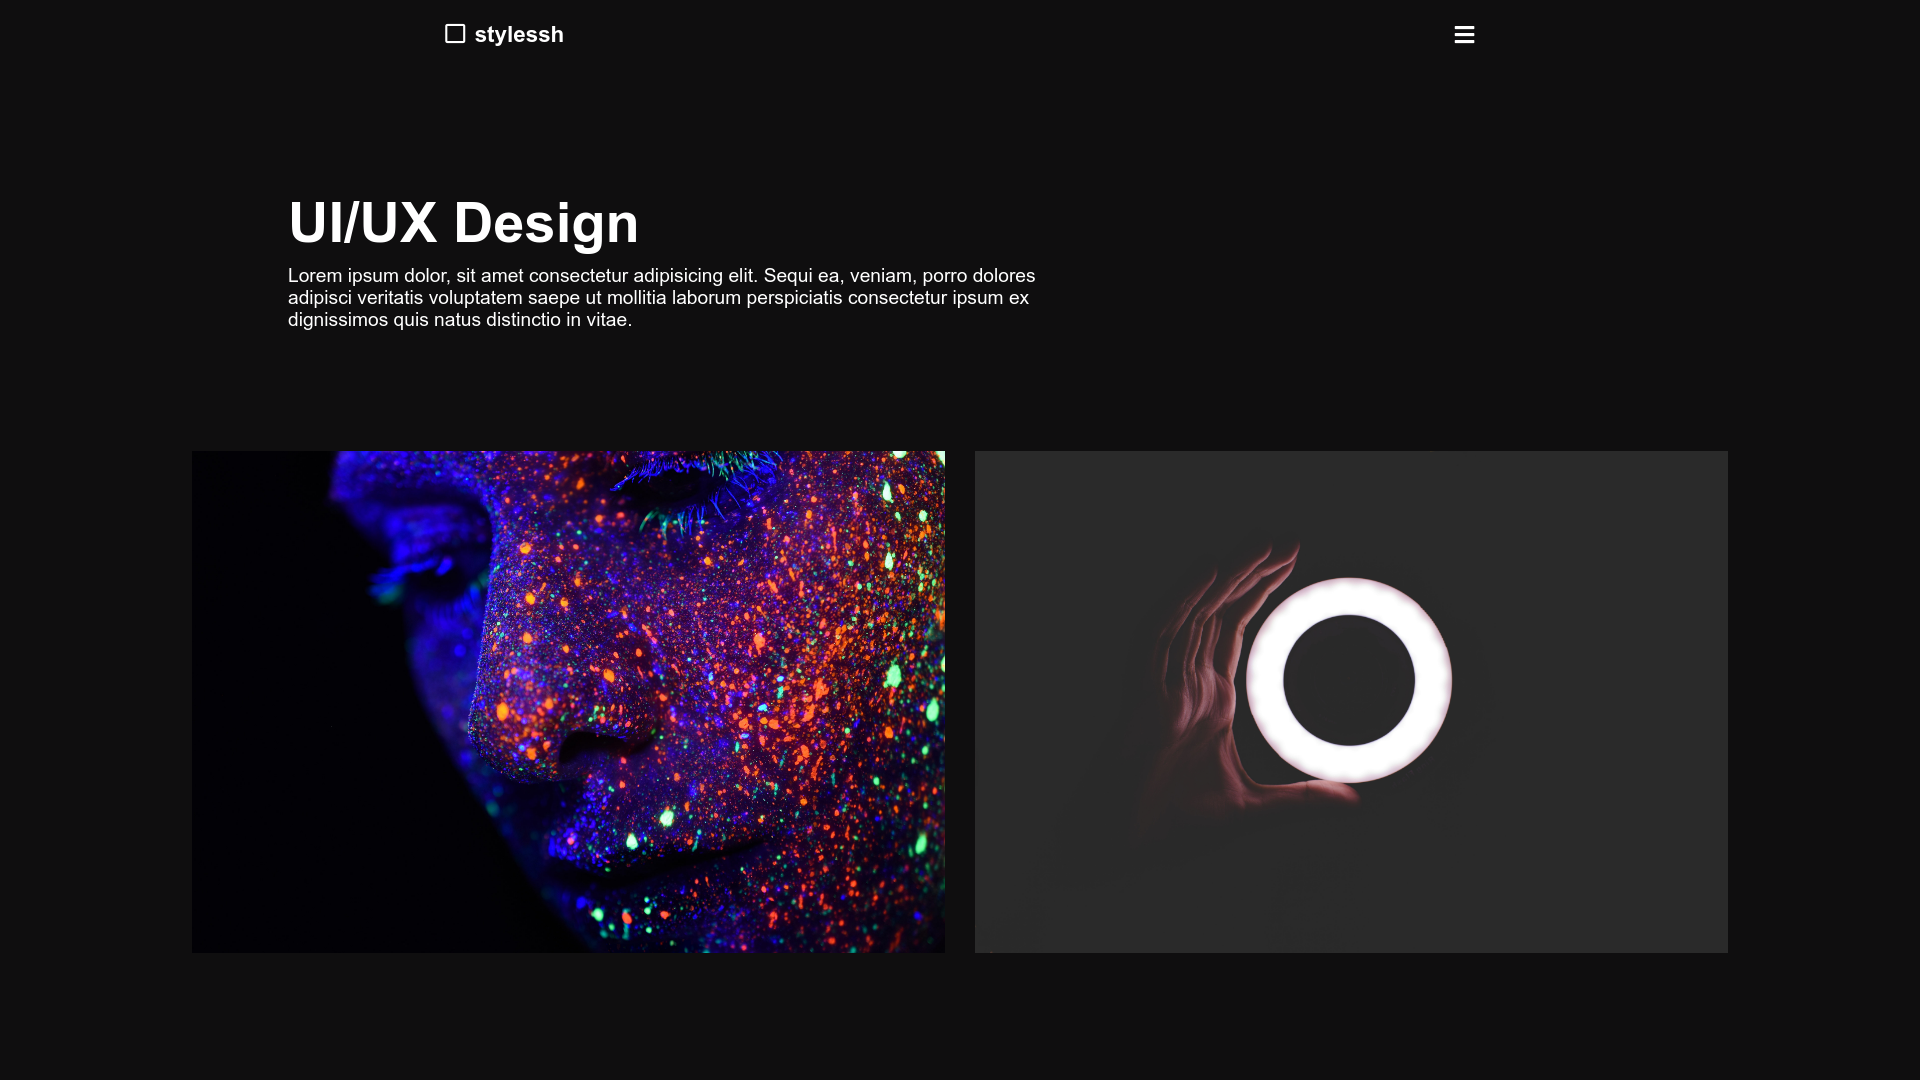 stylessh
UI/UX Design
Lorem ipsum dolor, sit amet consectetur adipisicing elit. Sequi ea, veniam, porro dolores
adipisci veritatis voluptatem saepe ut mollitia laborum perspiciatis consectetur ipsum ex
dignissimos quis natus distinctio in vitae.